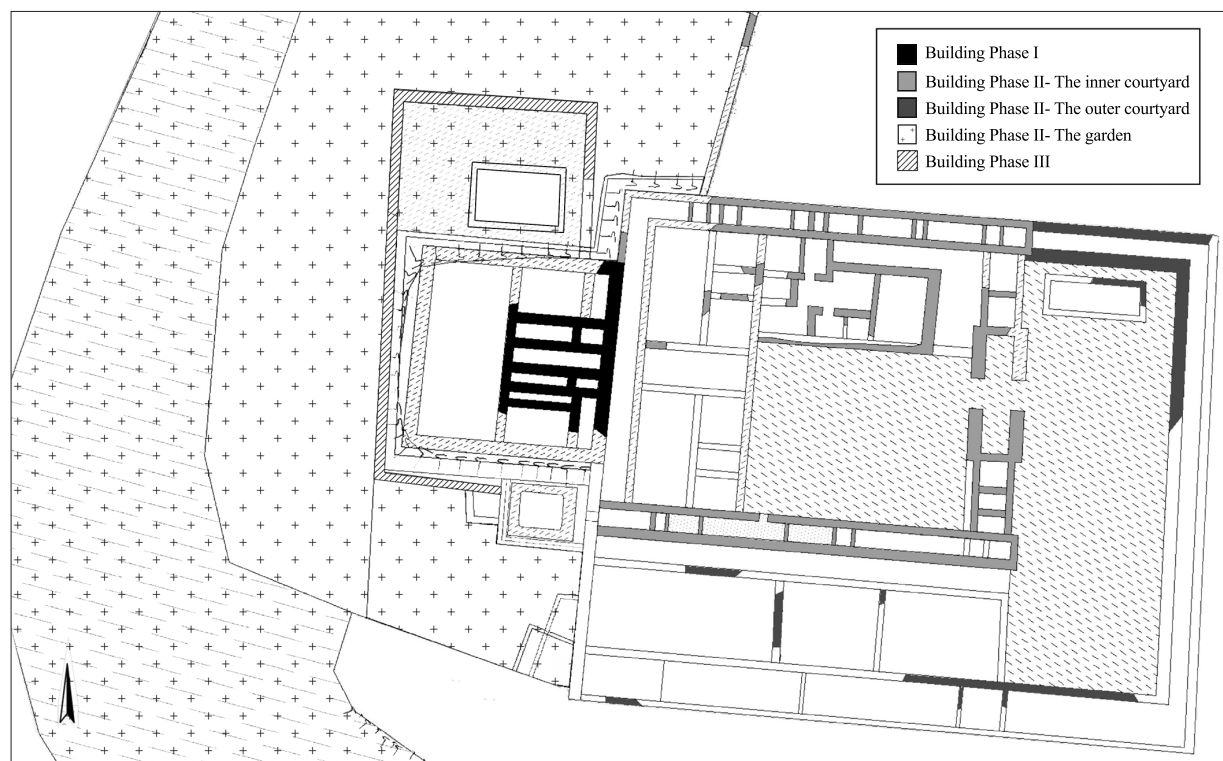 Building Phase I
Building Phase II- The inner courtyard
Building Phase II- The outer courtyard
Building Phase II- The garden
Building Phase III